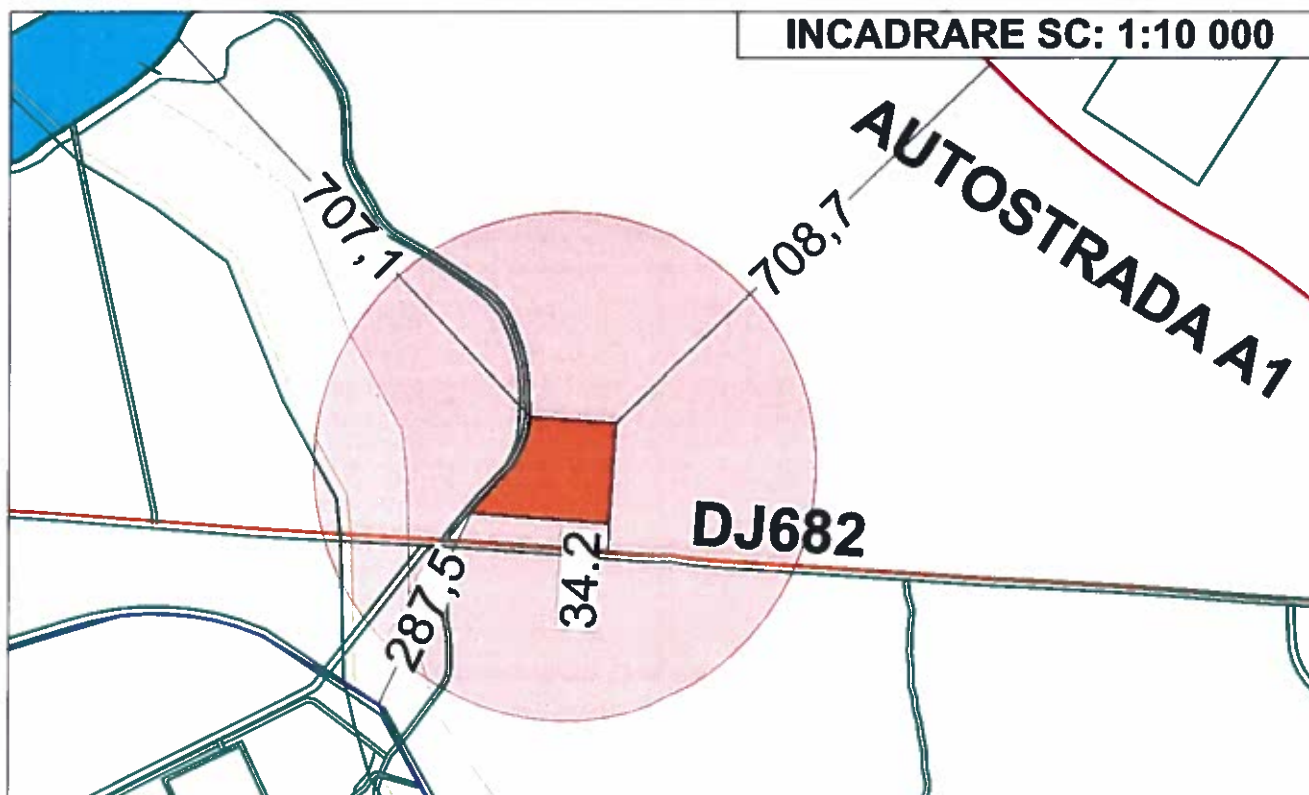 INCADRARE SC: 1:10 000
AUTOSTRADA A1
707,1
708,7
DJ682
34.2
287,5